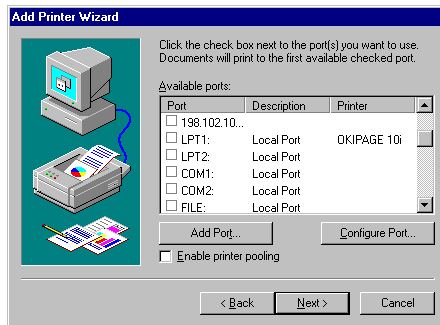 Add Printer Wizard
Click the check box next to the port(s) you want to use.
Documents will print to the first available checked port.
Available ports:
Port Description Printer
198.102.10...
LPT1: Local Port OKIPAGE 10i
LPT2: Local Port
COM1: Local Port
COM2: Local Port
FILE: Local Port
Add Port... Configure Port...
Enable printer pooling
< Back Next > Cancel